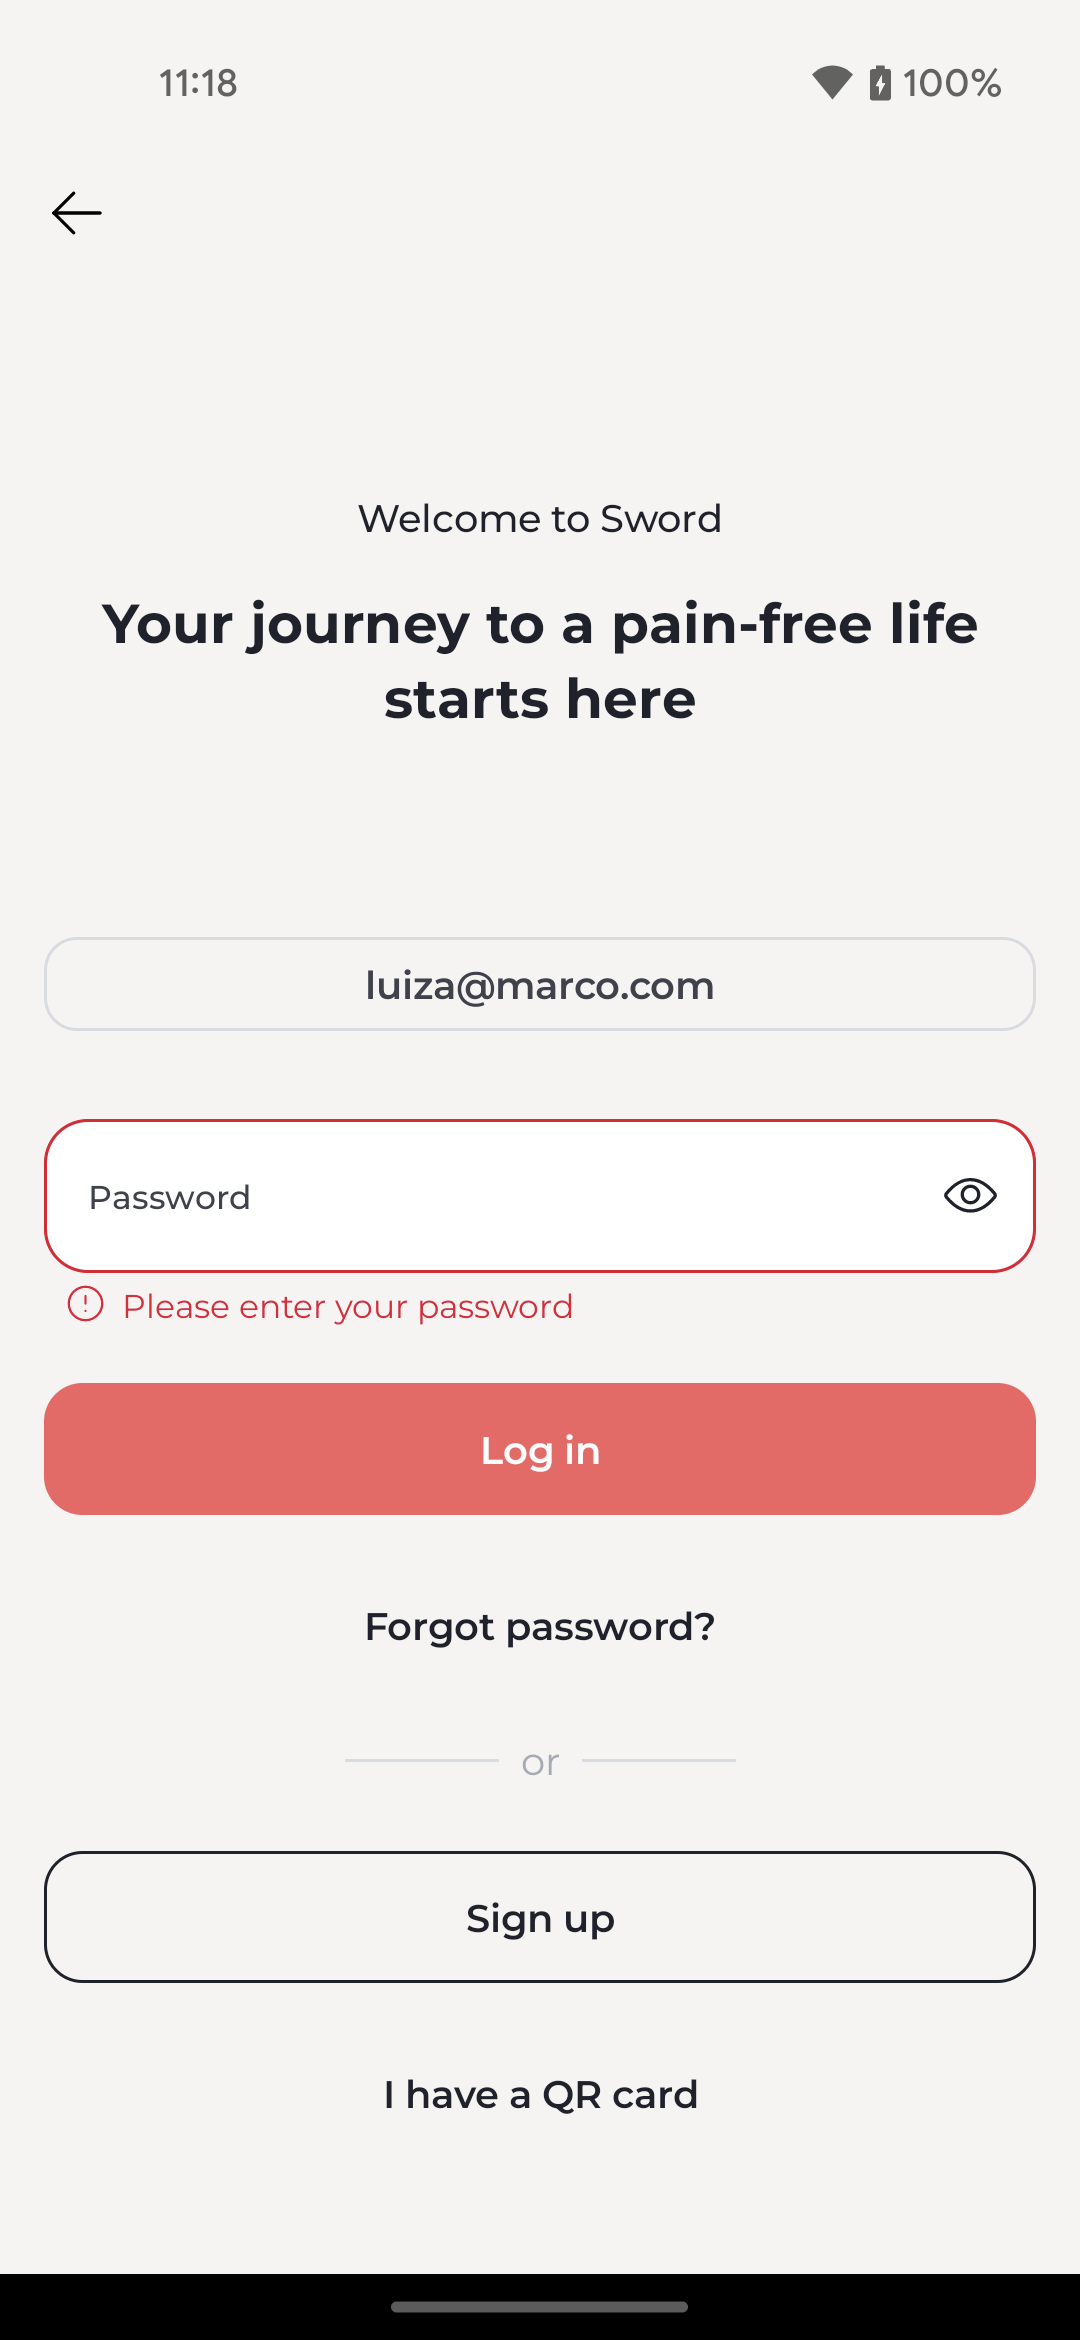 11:18
100%
Welcome to Sword
Your journey to a pain-free life
starts here
luiza@marco.com
Password
Please enter your password
Log in
Forgot password?
or
Sign up
I have a QR card